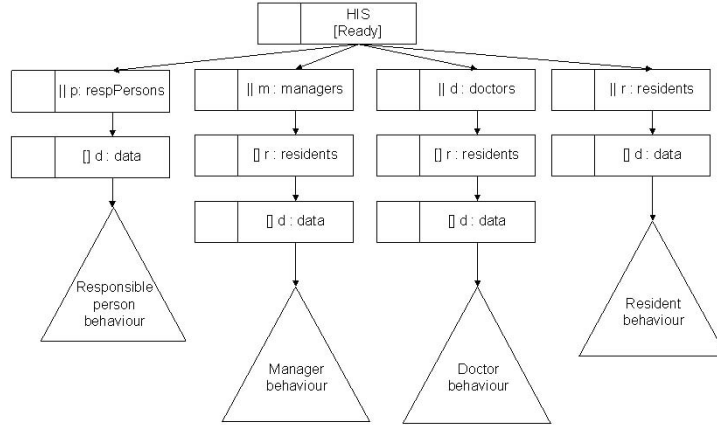 HIS
[Ready]
|| p: respPersons
|| m : managers
|| d : doctors
|| r : residents
[] d : data
[] r : residents
[] r : residents
[] d : data
[] d : data
[] d : data
Responsible
person
behaviour
Manager
behaviour
Doctor
behaviour
Resident
behaviour